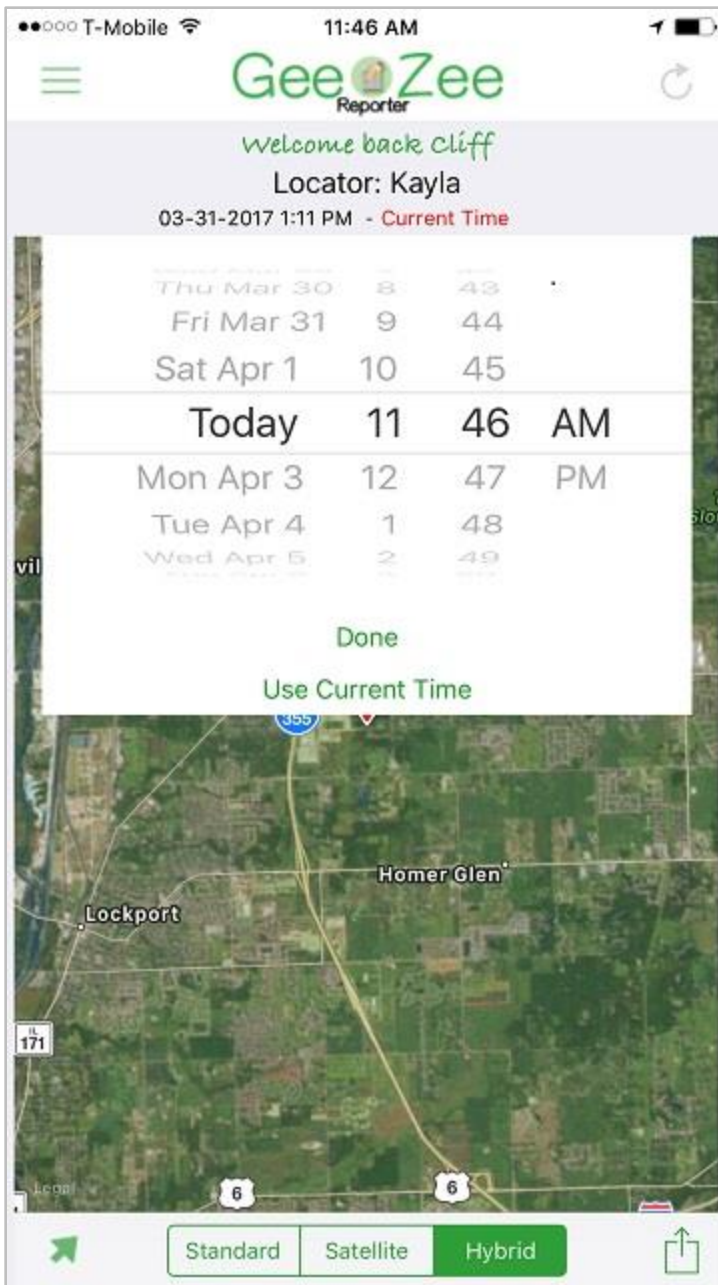 T-Mobile 11:46 AM
Gee Zee
Reporter
Welcome back Cliff
Locator: Kayla
03-31-2017 1:11 PM - Current Time
Thu Mar 30 8 43
Fri Mar 31 9 44
Sat Apr 1 10 45
Today 11 46 AM
Mon Apr 3 12 47 PM
Tue Apr 4 1 48
Wed Apr 5 2 49
vil
Slo
Done
Use Current Time
355
Homer Glen
Lockport
IL
171
Legal
6 6
Standard Satellite Hybrid